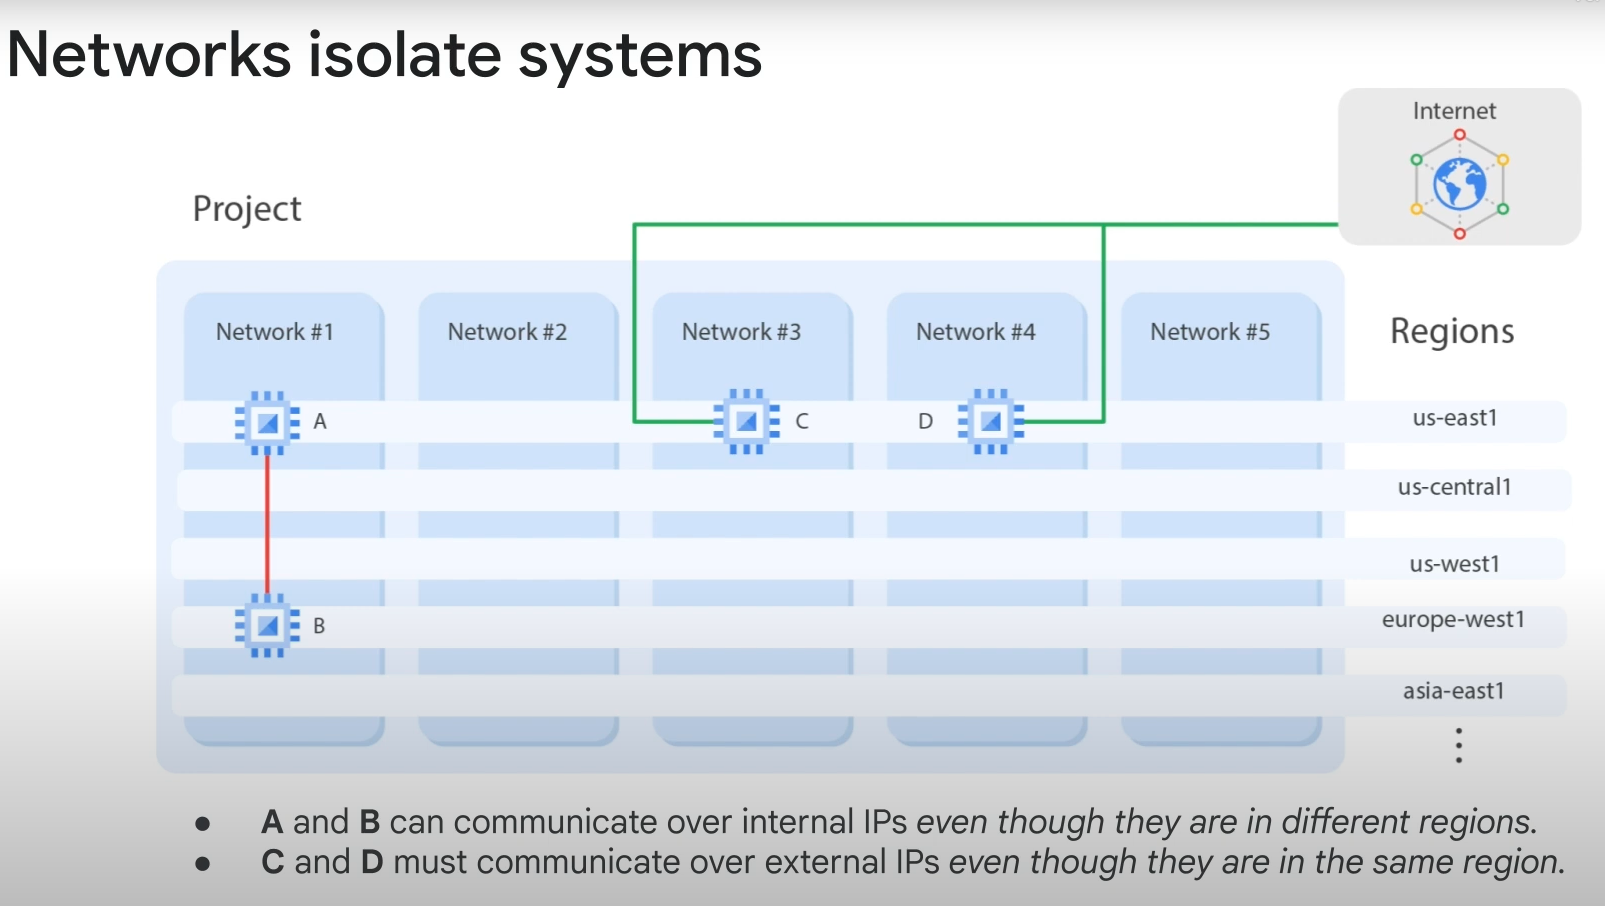 Networks isolate systems
Internet
Project
Network #1
Network #2
Network #3
Network #4
Network #5
Regions
A
C
D
us-east1
us-central1
us-west1
B
europe-west1
asia-east1
● A and B can communicate over internal IPs even though they are in different regions.
● C and D must communicate over external IPs even though they are in the same region.